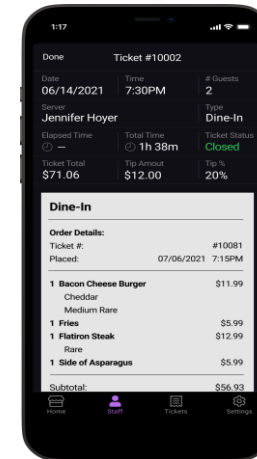 1:17
Done Ticket #10002
Date Time # Guests
06/14/2021 7:30PM 2
Server Type
Jennifer Hoyer Dine-In
Elapsed Time Total Time Ticket Status
– 1h 38m Closed
Ticket Total Tip Amout Tip %
$71.06 $12.00 20%
Dine-In
Order Details:
Ticket #: #10081
Placed: 07/06/2021 7:15PM
1 Bacon Cheese Burger $11.99
Cheddar
Medium Rare
1 Fries $5.99
1 Flatiron Steak $12.99
Rare
1 Side of Asparagus $5.99
Subtotal: $56.93
Home Staff Tickets Settings